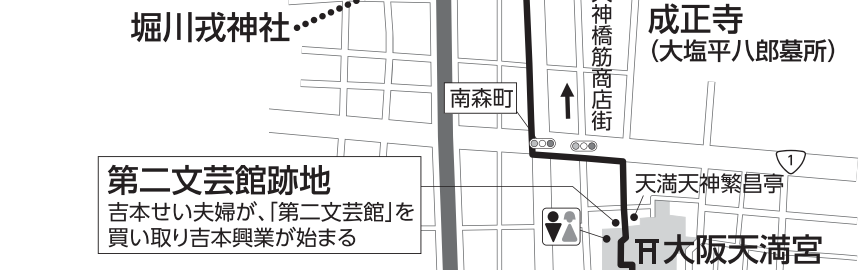 堀川戎神社
成正寺
(大塩平八郎墓所)
天神橋筋商店街
南森町
1
第二文芸館跡地
吉本せい夫婦が、「第二文芸館」を
買い取り吉本興業が始まる
天満天神繁昌亭
大阪天満宮